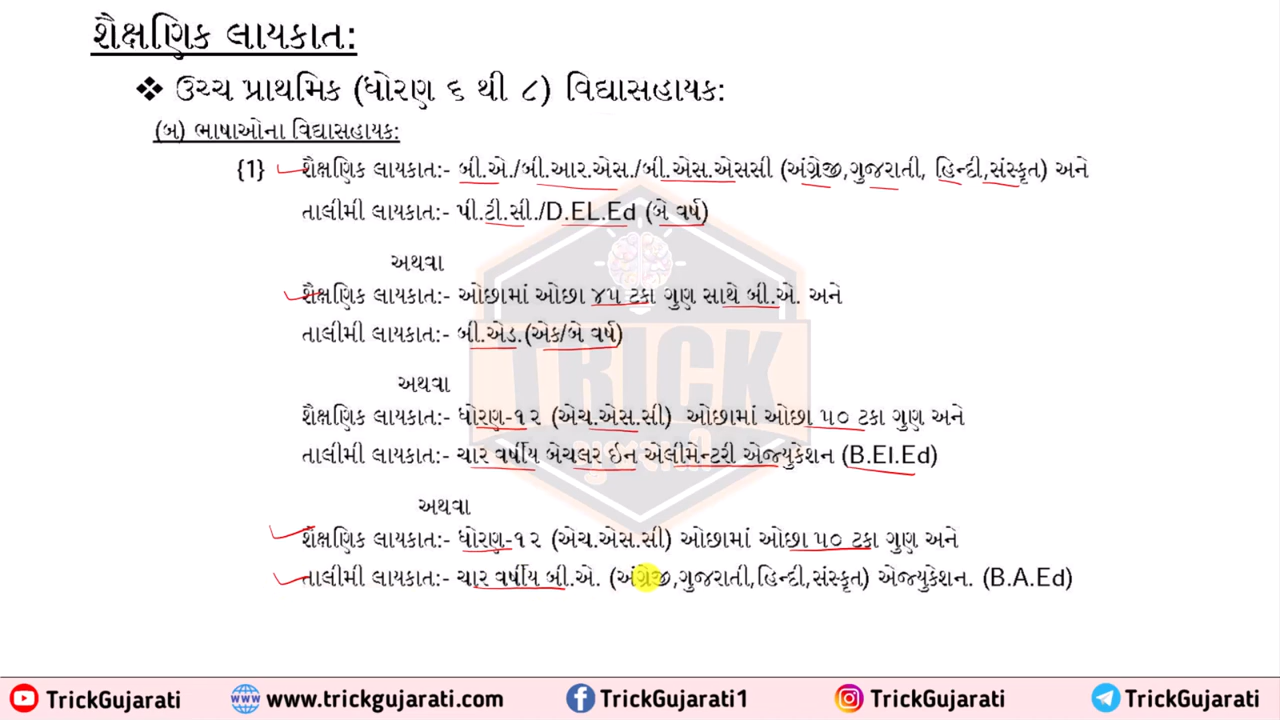 શૈક્ષણિક લાયકાત:
❖ ઉચ્ચ પ્રાથમિક (ધોરણ ૬ થી ૮) વિદ્યાસહાયક:
(બ) ભાષાઓના વિદ્યાસહાયક:
{1} શૈક્ષણિક લાયકાત:- બી.એ./બી.આર.એસ./બી.એસ.એસસી (અંગ્રેજી,ગુજરાતી, હિન્દી,સંસ્કૃત) અને
તાલીમી લાયકાત:- પી.ટી.સી./D.EL.Ed (બે વર્ષ)
અથવા
શૈક્ષણિક લાયકાત:- ઓછામાં ઓછા ૪૫ ટકા ગુણ સાથે બી.એ. અને
તાલીમી લાયકાત:- બી.એડ.(એક/બે વર્ષ)
અથવા
શૈક્ષણિક લાયકાત:- ધોરણ-૧૨ (એચ.એસ.સી) ઓછામાં ઓછા ૫૦ ટકા ગુણ અને
તાલીમી લાયકાત:- ચાર વર્ષીય બેચલર ઈન એલીમેન્ટરી એજ્યુકેશન (B.El.Ed)
અથવા
શૈક્ષણિક લાયકાત:- ધોરણ-૧૨ (એચ.એસ.સી) ઓછામાં ઓછા ૫૦ ટકા ગુણ અને
તાલીમી લાયકાત:- ચાર વર્ષીય બી.એ. (અંગ્રેજી,ગુજરાતી,હિન્દી,સંસ્કૃત) એજ્યુકેશન. (B.A.Ed)
TRICK
ગુજરાતી
TrickGujarati www.trickgujarati.com TrickGujarati1 TrickGujarati TrickGujarati